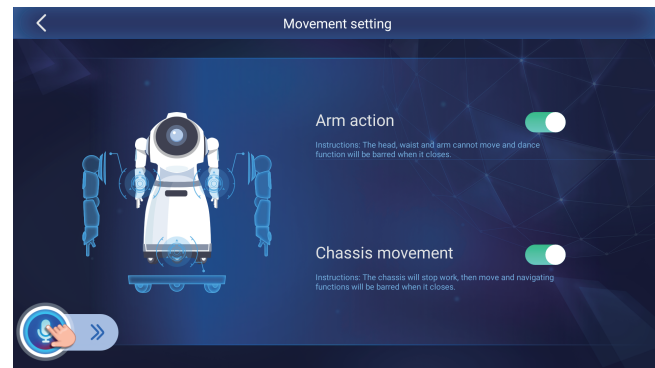 Movement setting
Arm action
Instructions: The head, waist and arm cannot move and dance
function will be barred when it closes.
Chassis movement
Instructions: The chassis will stop work, then move and navigating
functions will be barred when it closes.